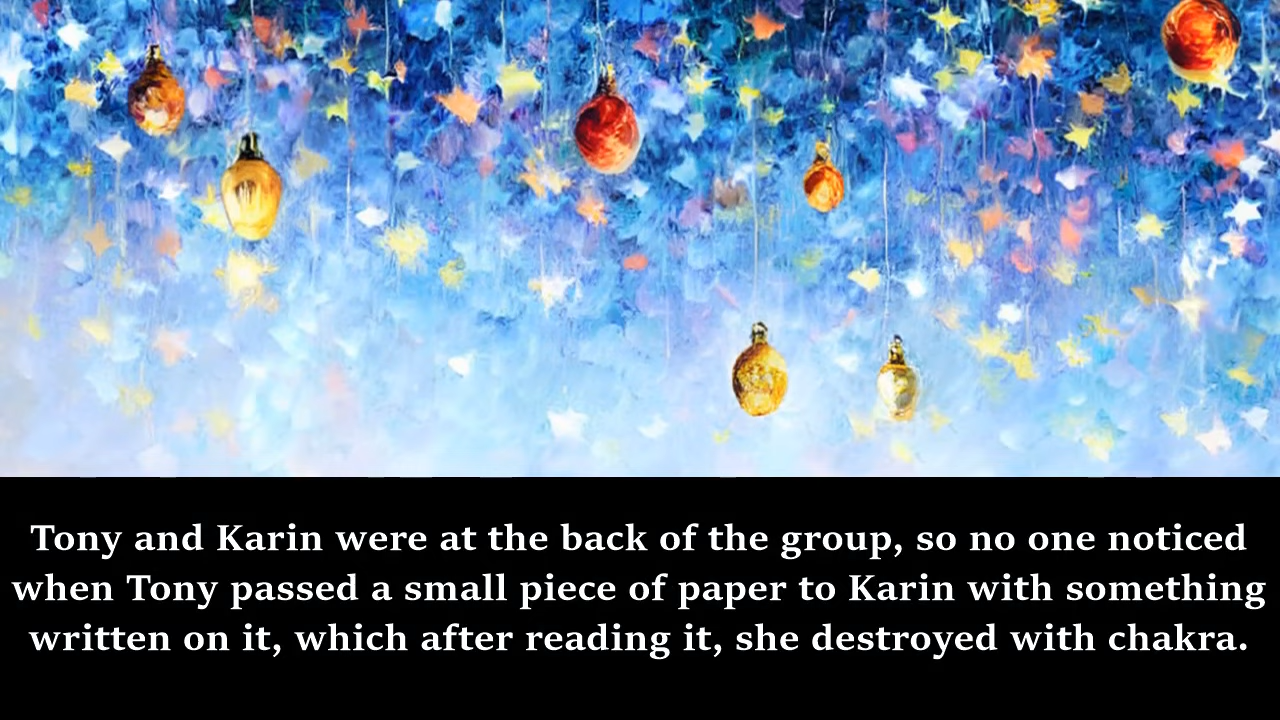 Tony and Karin were at the back of the group, so no one noticed
when Tony passed a small piece of paper to Karin with something
written on it, which after reading it, she destroyed with chakra.